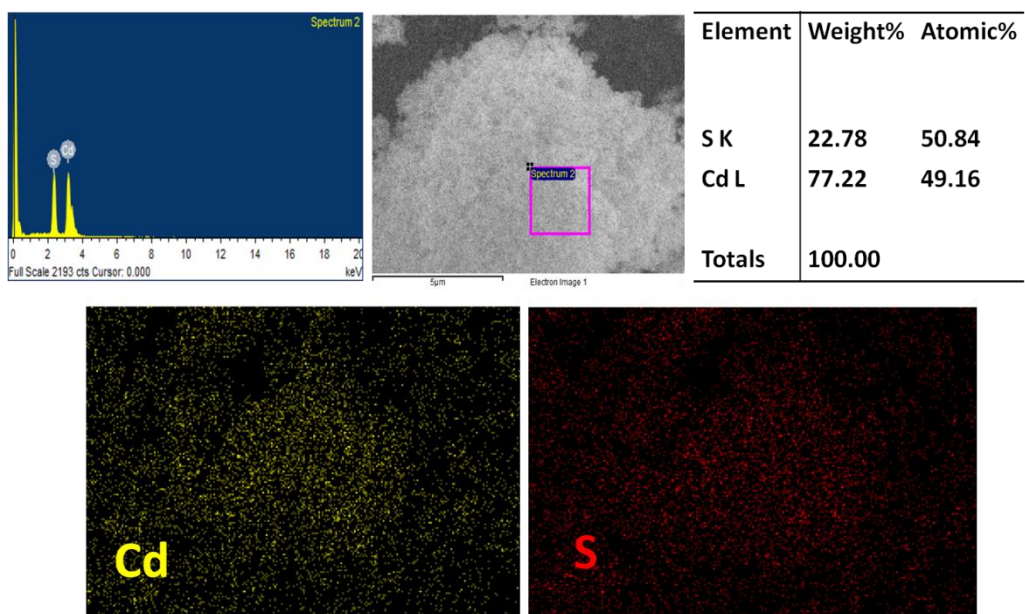 Spectrum 2
S
Cd
0 2 4 6 8 10 12 14 16 18 20
Full Scale 2193 cts Cursor: 0.000 keV
Spectrum 2
5µm
Electron Image 1
Element Weight% Atomic%
S K 22.78 50.84
Cd L 77.22 49.16
Totals 100.00
Cd
S